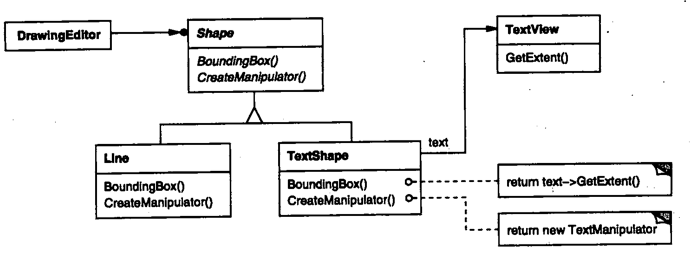 DrawingEditor
Shape
BoundingBox()
CreateManipulator()
TextView
GetExtent()
text
Line
BoundingBox()
CreateManipulator()
TextShape
BoundingBox()
CreateManipulator()
return text–>GetExtent()
return new TextManipulator